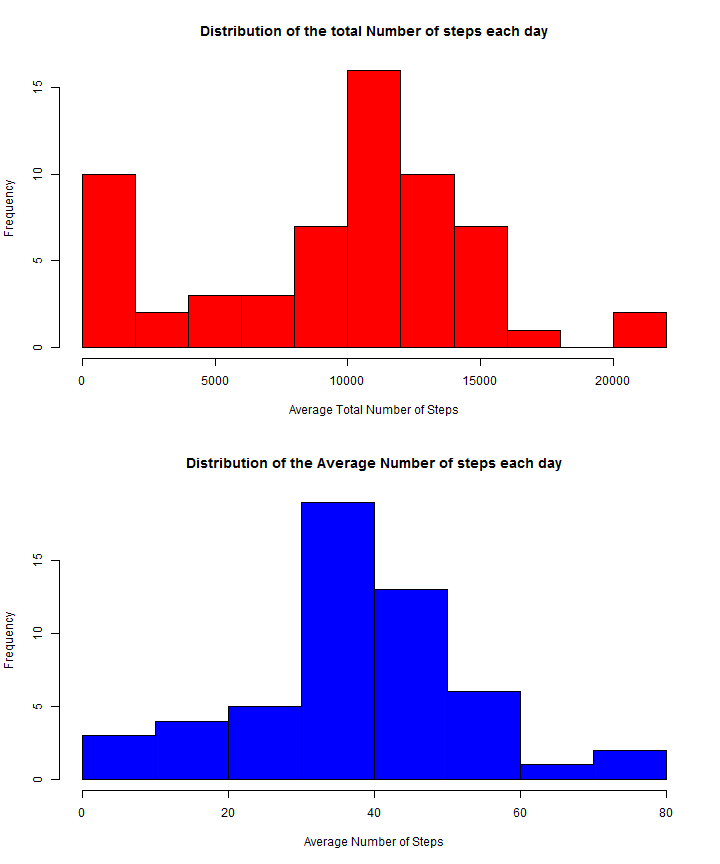 Distribution of the total Number of steps each day
15
10
5
0
Frequency
0 5000 10000 15000 20000
Average Total Number of Steps
Distribution of the Average Number of steps each day
15
10
5
0
Frequency
0 20 40 60 80
Average Number of Steps